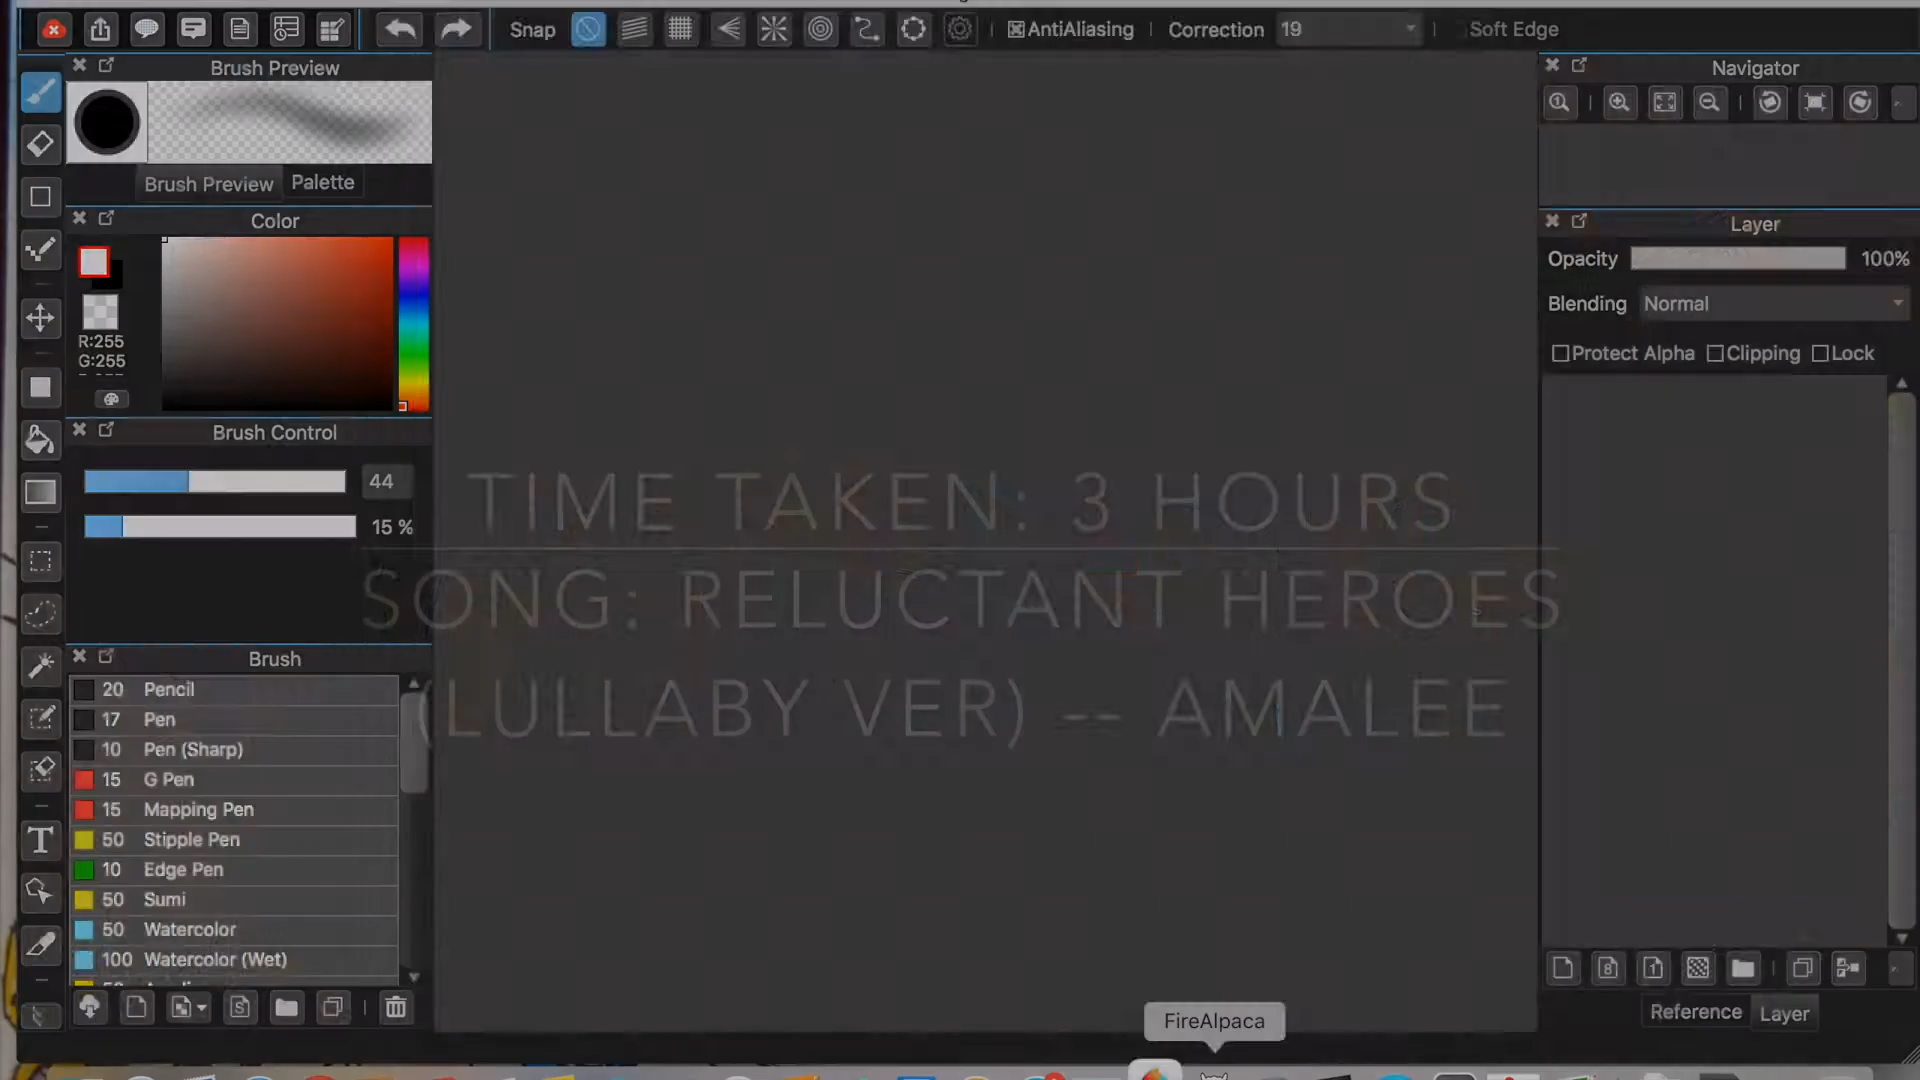 Snap
AntiAliasing
Correction
19
Soft Edge
Brush Preview
Navigator
Brush Preview
Palette
Color
R:255
G:255
Layer
Opacity
100%
Blending
Normal
Protect Alpha
Clipping
Lock
Brush Control
44
15 %
TIME TAKEN: 3 HOURS
SONG: RELUCTANT HEROES
(LULLABY VER) -- AMALEE
Brush
20 Pencil
17 Pen
10 Pen (Sharp)
15 G Pen
15 Mapping Pen
50 Stipple Pen
10 Edge Pen
50 Sumi
50 Watercolor
100 Watercolor (Wet)
Reference
Layer
FireAlpaca